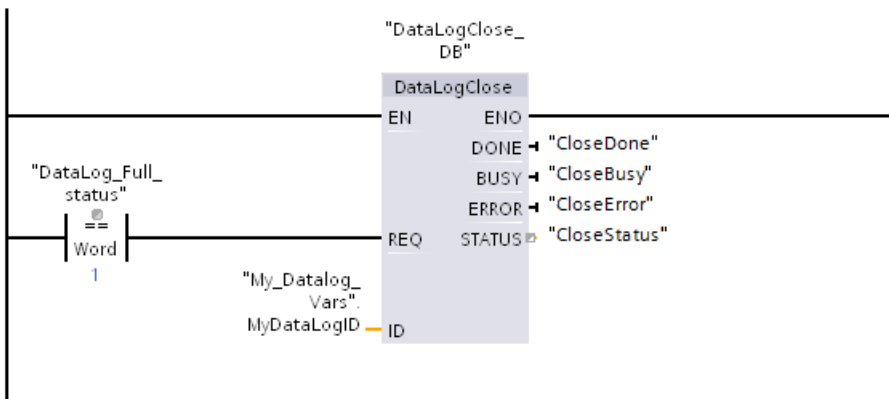 "DataLogClose_
DB"
DataLogClose
EN ENO
DONE "CloseDone"
BUSY "CloseBusy"
ERROR "CloseError"
"DataLog_Full_
status"
==
Word
1
REQ STATUS "CloseStatus"
"My_Datalog_
Vars".
MyDataLogID
ID